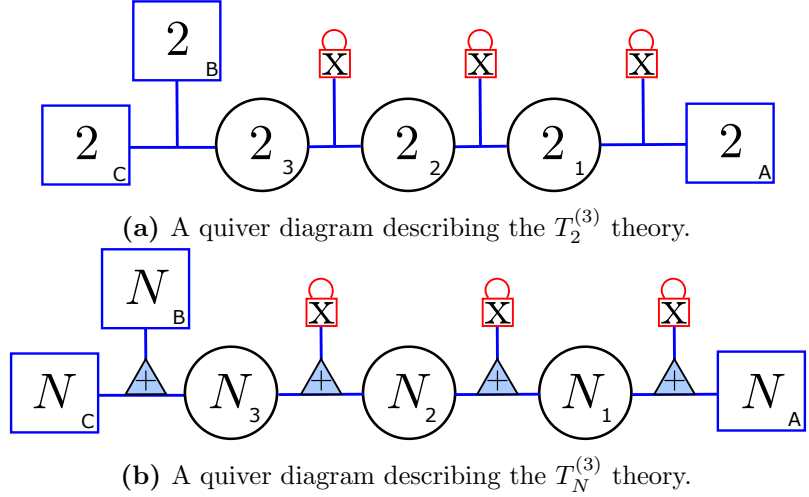 2 B
X X X
2 C 2 3 2 2 2 1 2 A
(a) A quiver diagram describing the $T_2^{(3)}$ theory.
N B
X X X
N C + N 3 + N 2 + N 1 + N A
(b) A quiver diagram describing the $T_N^{(3)}$ theory.